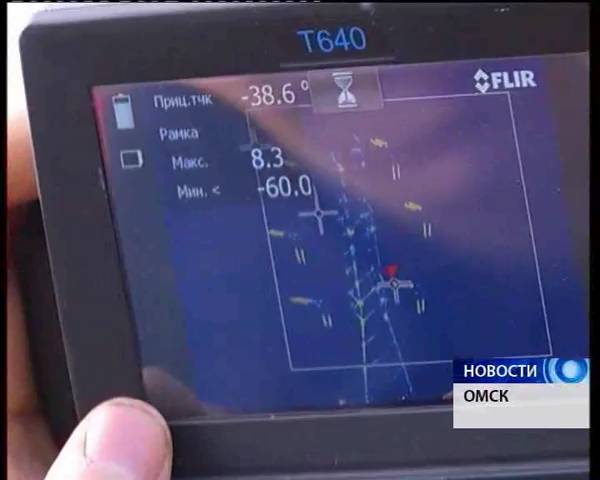 T640
FLIR
Приц.тчк -38.6 °
Рамка
Макс. 8.3
Мин. < -60.0
НОВОСТИ
ОМСК